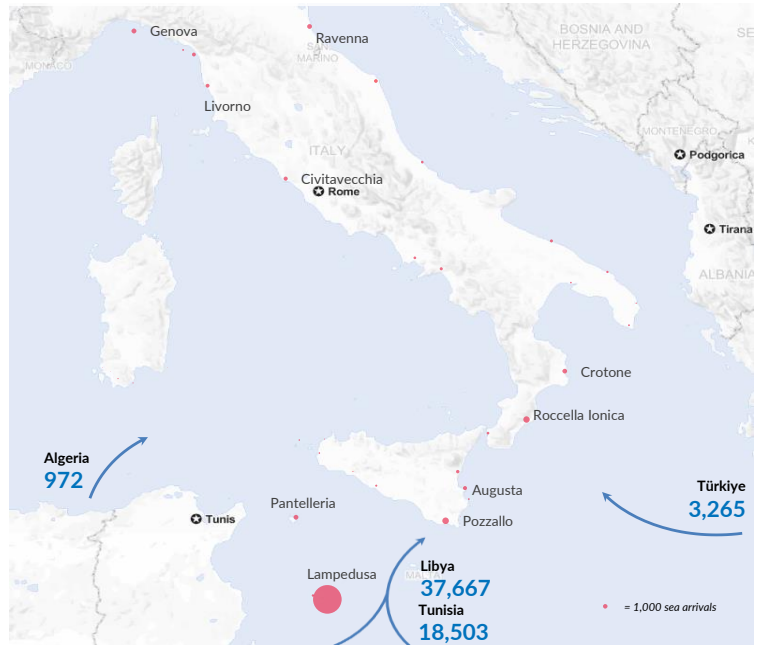 Genova
Ravenna
BOSNIA AND
HERZEGOVINA
SE
SAN
MARINO
MONACO
Livorno
MONTENEGRO
K
ITALY
Podgorica
Civitavecchia
Rome
Tirana
ALBANIA
Crotone
Roccella Ionica
Algeria
972
Türkiye
3,265
Augusta
Pantelleria
Tunis
Pozzallo
Libya
37,667
Lampedusa
MALTA
Tunisia
18,503
= 1,000 sea arrivals